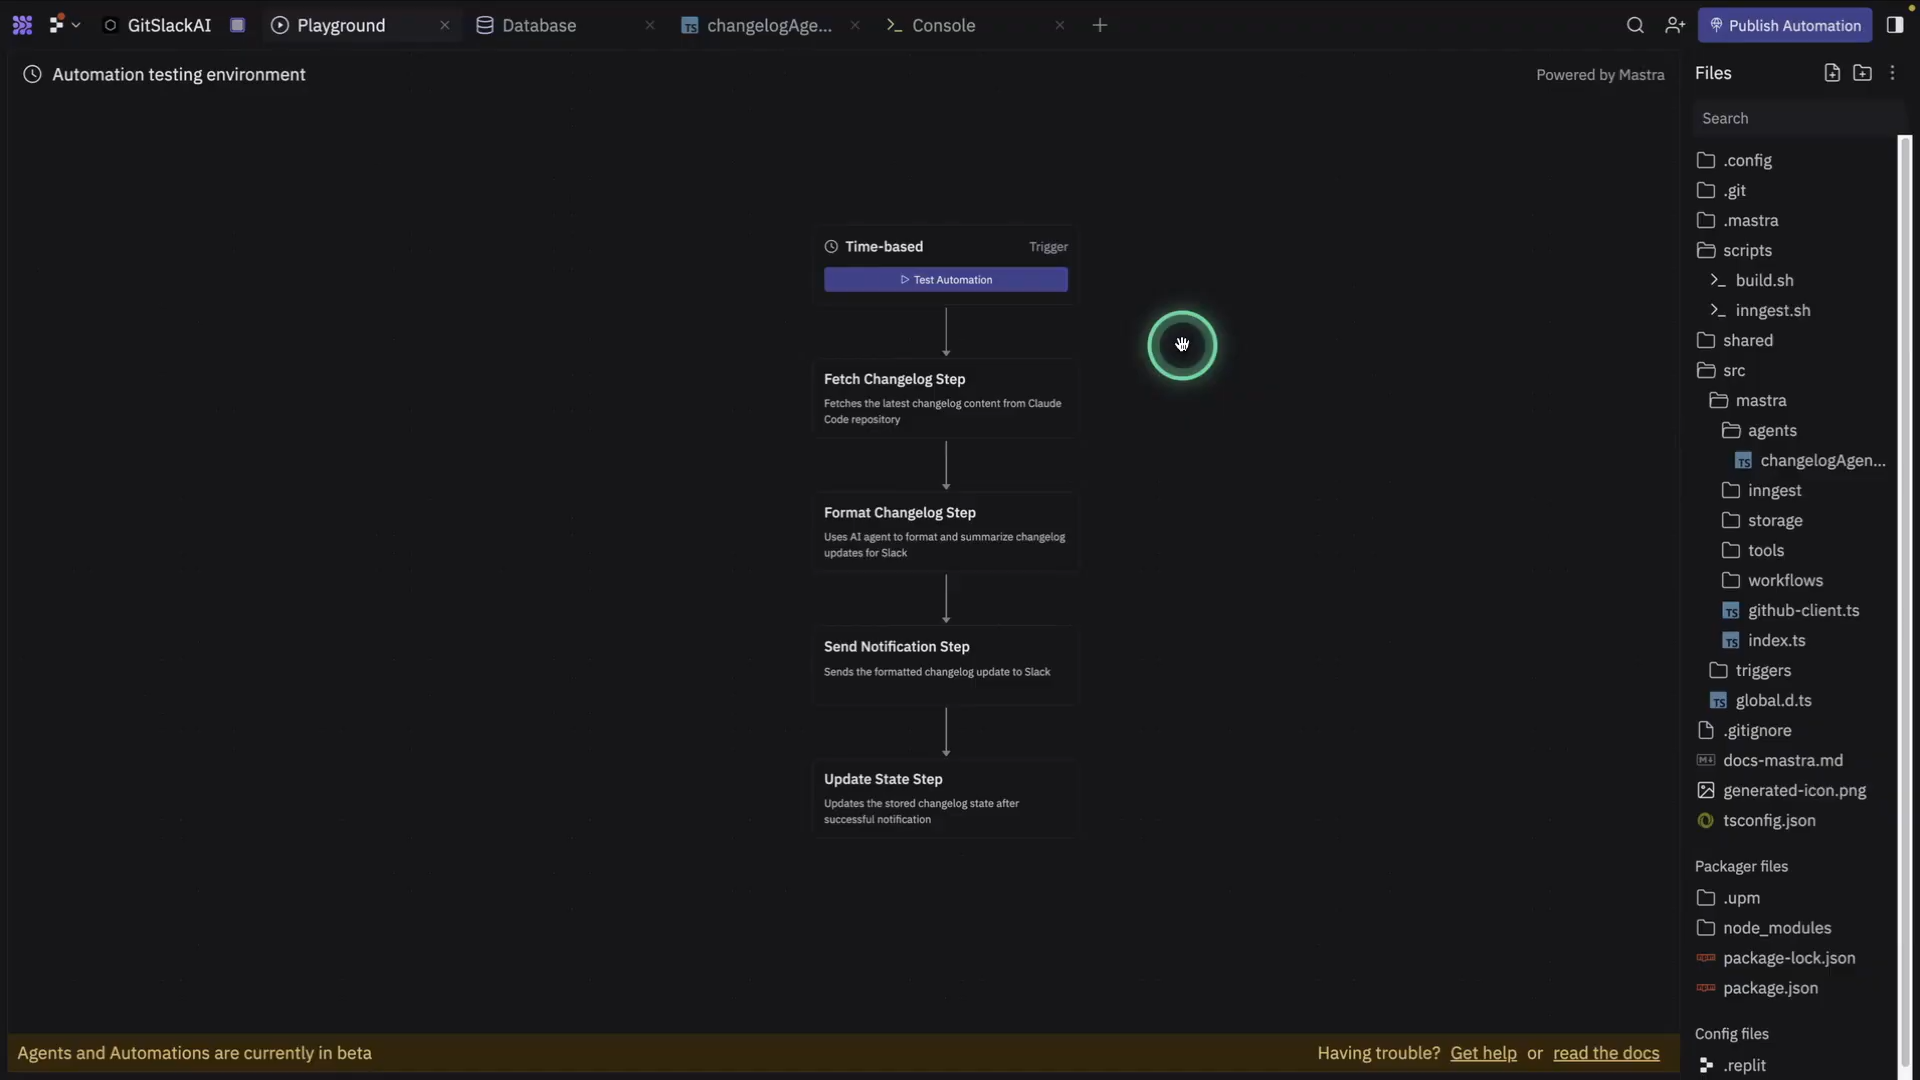 GitSlackAI
Playground
Database
changelogAge...
Console
Publish Automation
Automation testing environment
Powered by Mastra
Time-based
Trigger
Test Automation
Fetch Changelog Step
Fetches the latest changelog content from Claude
Code repository
Format Changelog Step
Uses AI agent to format and summarize changelog
updates for Slack
Send Notification Step
Sends the formatted changelog update to Slack
Update State Step
Updates the stored changelog state after
successful notification
Files
Search
.config
.git
.mastra
scripts
build.sh
inngest.sh
shared
src
mastra
agents
TS changelogAgen...
inngest
storage
tools
workflows
TS github-client.ts
TS index.ts
triggers
TS global.d.ts
.gitignore
docs-mastra.md
generated-icon.png
tsconfig.json
Packager files
.upm
node_modules
package-lock.json
package.json
Config files
.replit
Agents and Automations are currently in beta
Having trouble? Get help or read the docs